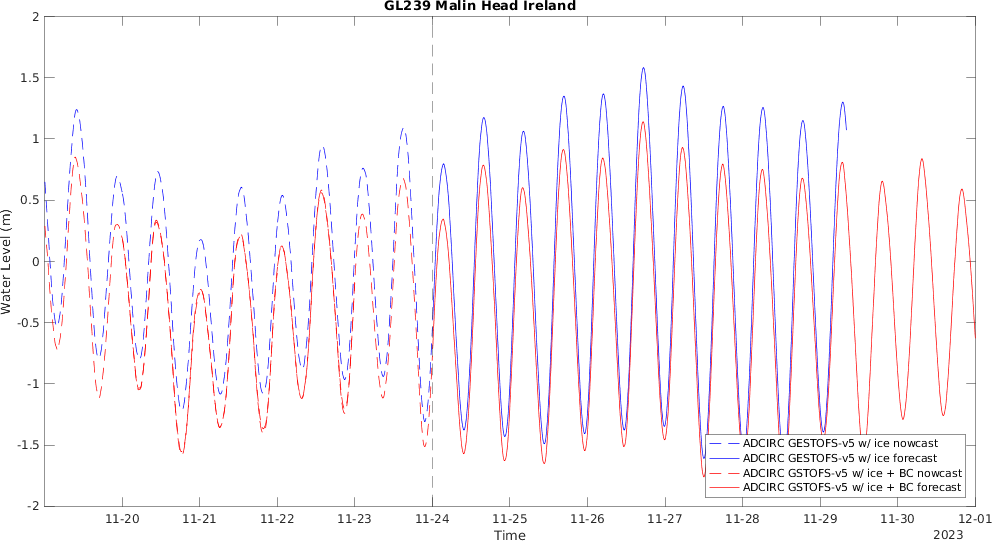 GL239 Malin Head Ireland
Water Level (m)
2
1.5
1
0.5
0
-0.5
-1
-1.5
-2
ADCIRC GESTOFS-v5 w/ ice nowcast
ADCIRC GESTOFS-v5 w/ ice forecast
ADCIRC GSTOFS-v5 w/ ice + BC nowcast
ADCIRC GSTOFS-v5 w/ ice + BC forecast
11-20 11-21 11-22 11-23 11-24 11-25 11-26 11-27 11-28 11-29 11-30 12-01
Time
2023